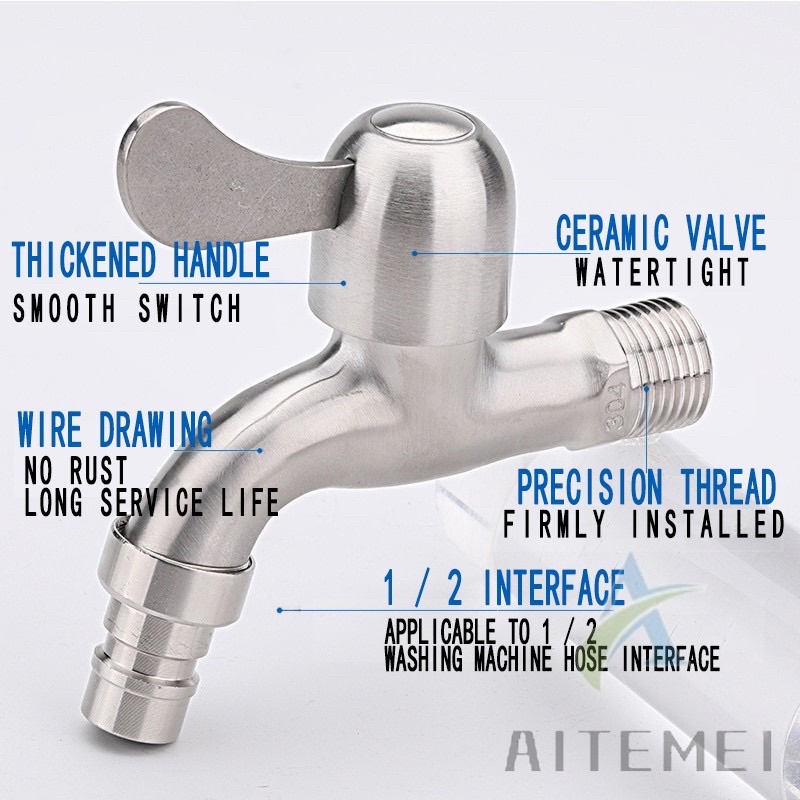 THICKENED HANDLE
SMOOTH SWITCH
CERAMIC VALVE
WATERTIGHT
304
WIRE DRAWING
NO RUST
LONG SERVICE LIFE
PRECISION THREAD
FIRMLY INSTALLED
1 / 2 INTERFACE
APPLICABLE TO 1 / 2
WASHING MACHINE HOSE INTERFACE
AITEMEI